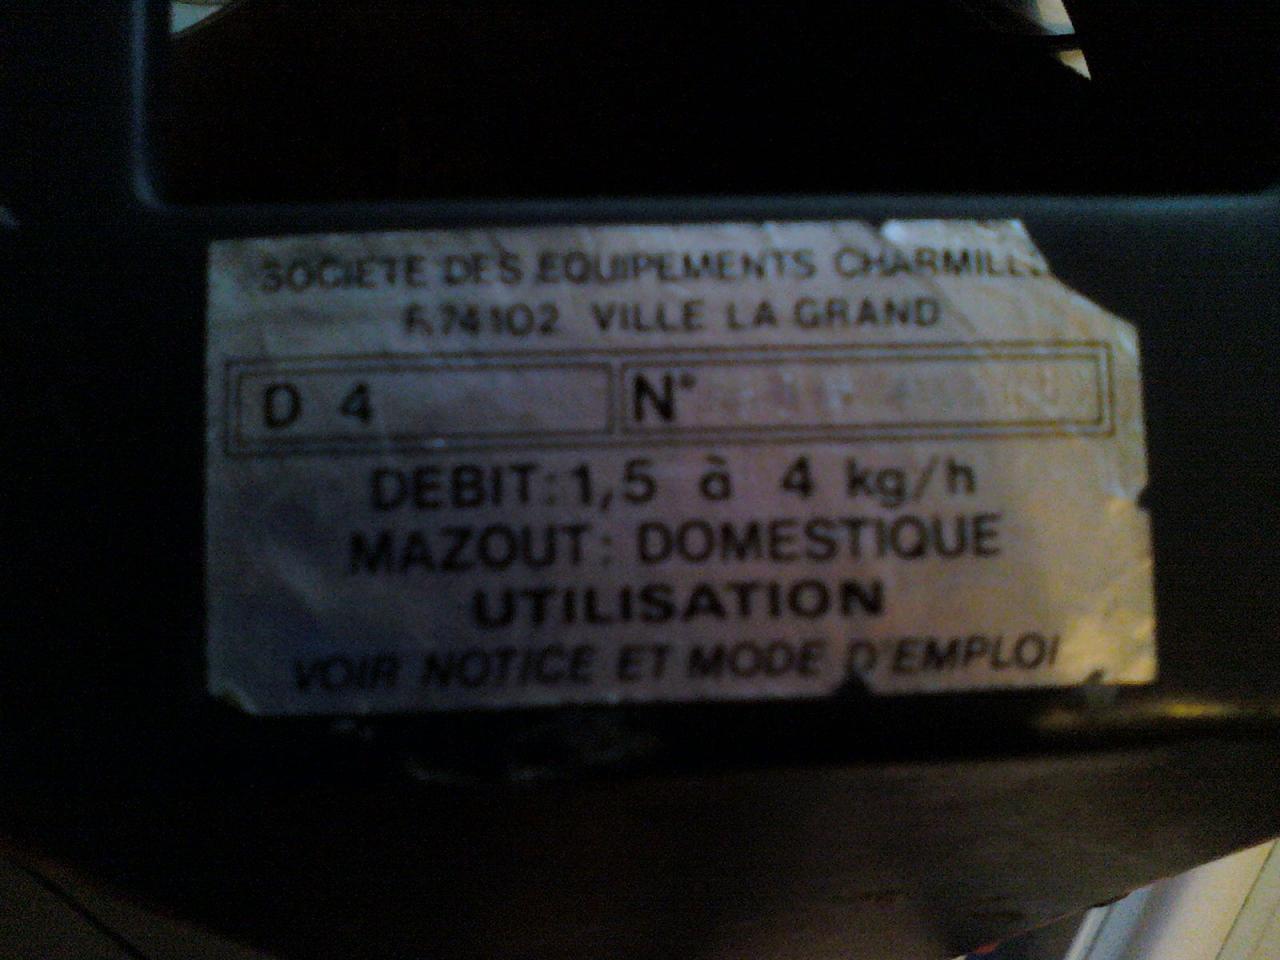 SOCIETE DES EQUIPEMENTS CHARMILL
F.74102 VILLE LA GRAND
D 4 N°
DEBIT:1,5 à 4 kg/h
MAZOUT: DOMESTIQUE
UTILISATION
VOIR NOTICE ET MODE D'EMPLOI